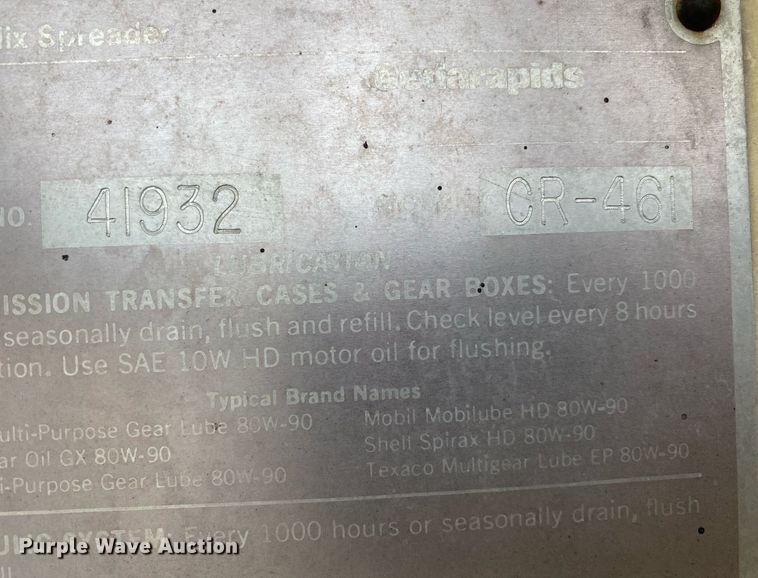 lix Spreader
Cedarapids
NO. 41932 MODEL CR-461
LUBRICATION
ISSION TRANSFER CASES & GEAR BOXES: Every 1000
seasonally drain, flush and refill. Check level every 8 hours
tion. Use SAE 10W HD motor oil for flushing.
Typical Brand Names
ulti-Purpose Gear Lube 80W-90 Mobil Mobilube HD 80W-90
ar Oil GX 80W-90 Shell Spirax HD 80W-90
i-Purpose Gear Lube 80W-90 Texaco Multigear Lube EP 80W-90
SYSTEM: Every 1000 hours or seasonally drain, flush
Purple Wave Auction